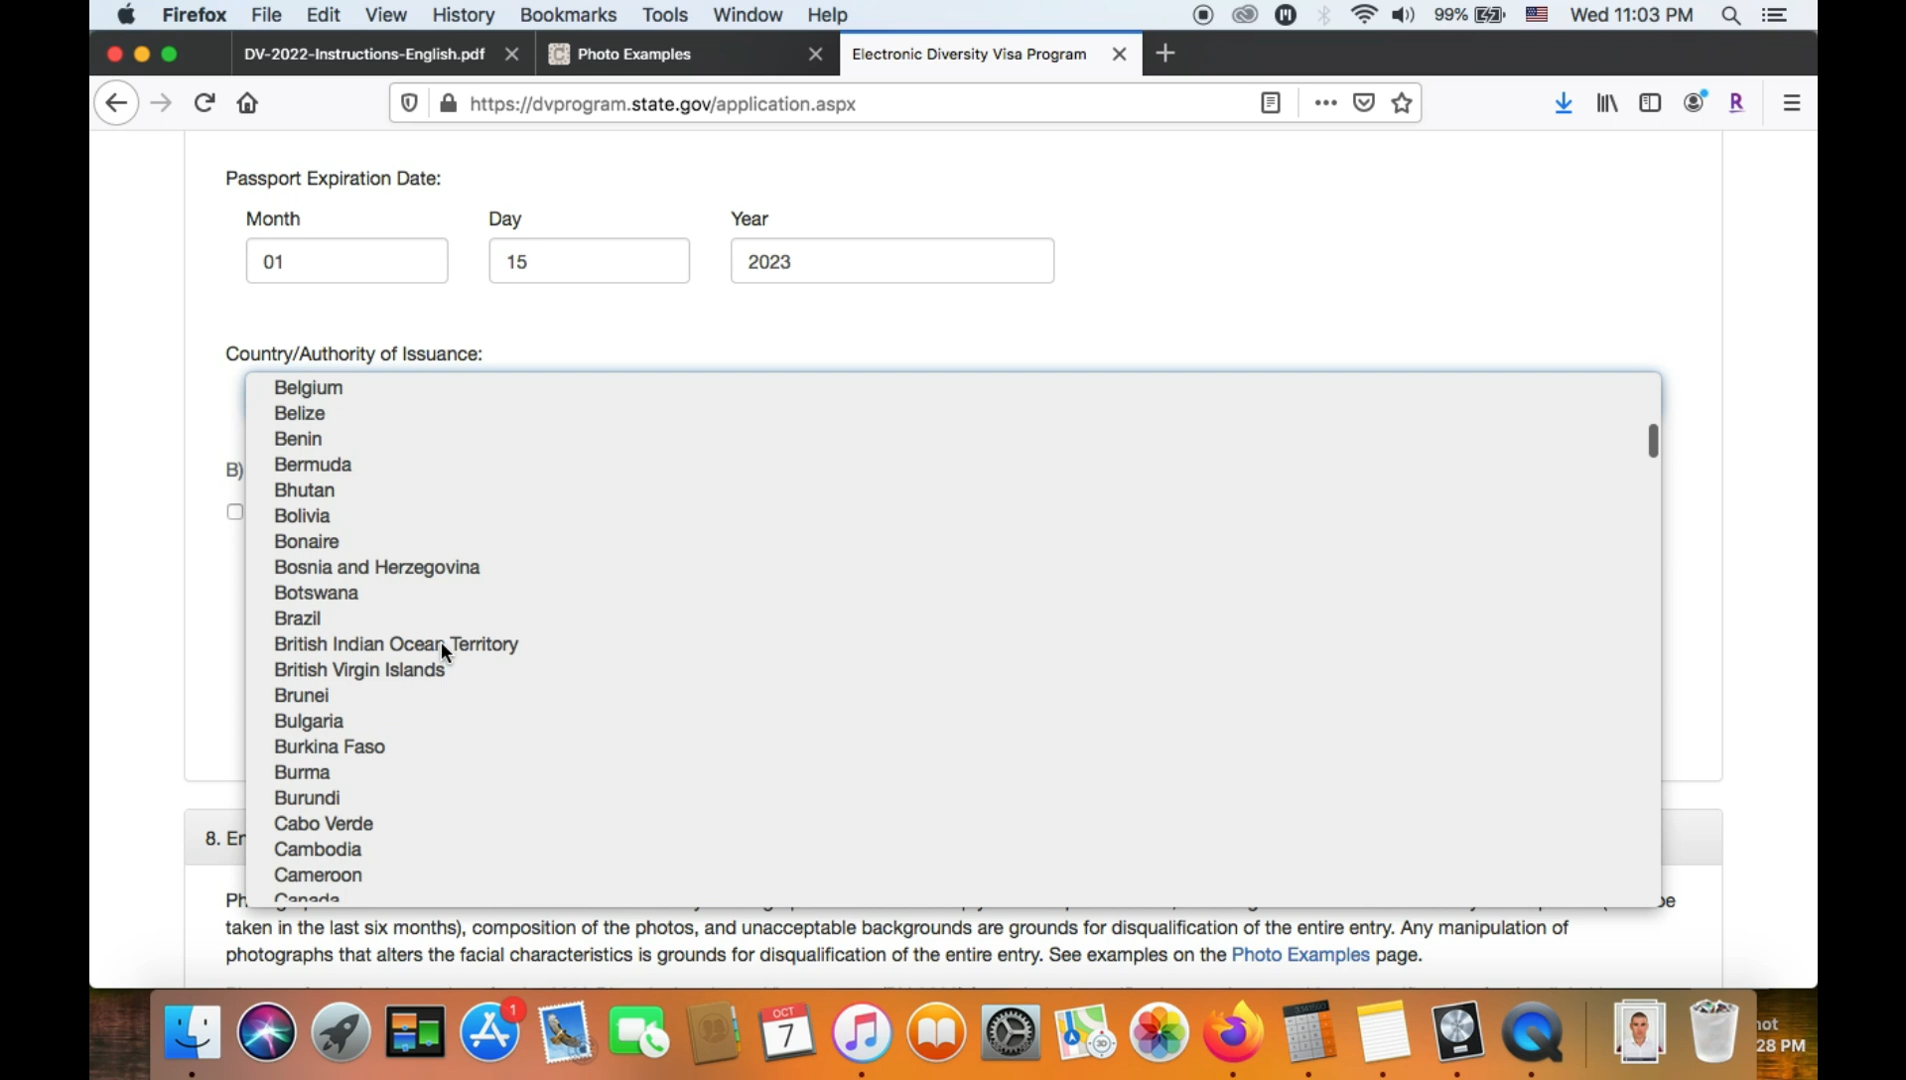 Firefox File Edit View History Bookmarks Tools Window Help 99% Wed 11:03 PM
DV-2022-Instructions-English.pdf Photo Examples Electronic Diversity Visa Program
https://dvprogram.state.gov/application.aspx R
Passport Expiration Date:
Month Day Year
01 15 2023
Country/Authority of Issuance:
Belgium
Belize
Benin
Bermuda
B)
Bhutan
Bolivia
Bonaire
Bosnia and Herzegovina
Botswana
Brazil
British Indian Ocean Territory
British Virgin Islands
Brunei
Bulgaria
Burkina Faso
Burma
Burundi
Cabo Verde
8. En
Cambodia
Cameroon
Canada
taken in the last six months), composition of the photos, and unacceptable backgrounds are grounds for disqualification of the entire entry. Any manipulation of
photographs that alters the facial characteristics is grounds for disqualification of the entire entry. See examples on the Photo Examples page.
1
OCT
7
3D
28 PM